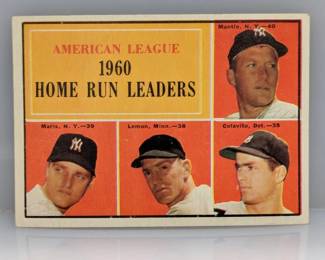 Mantle, N. Y.—40
AMERICAN LEAGUE
1960
HOME RUN LEADERS
Maris, N. Y.—39
Lemon, Minn.—38
Colavito, Det.—35